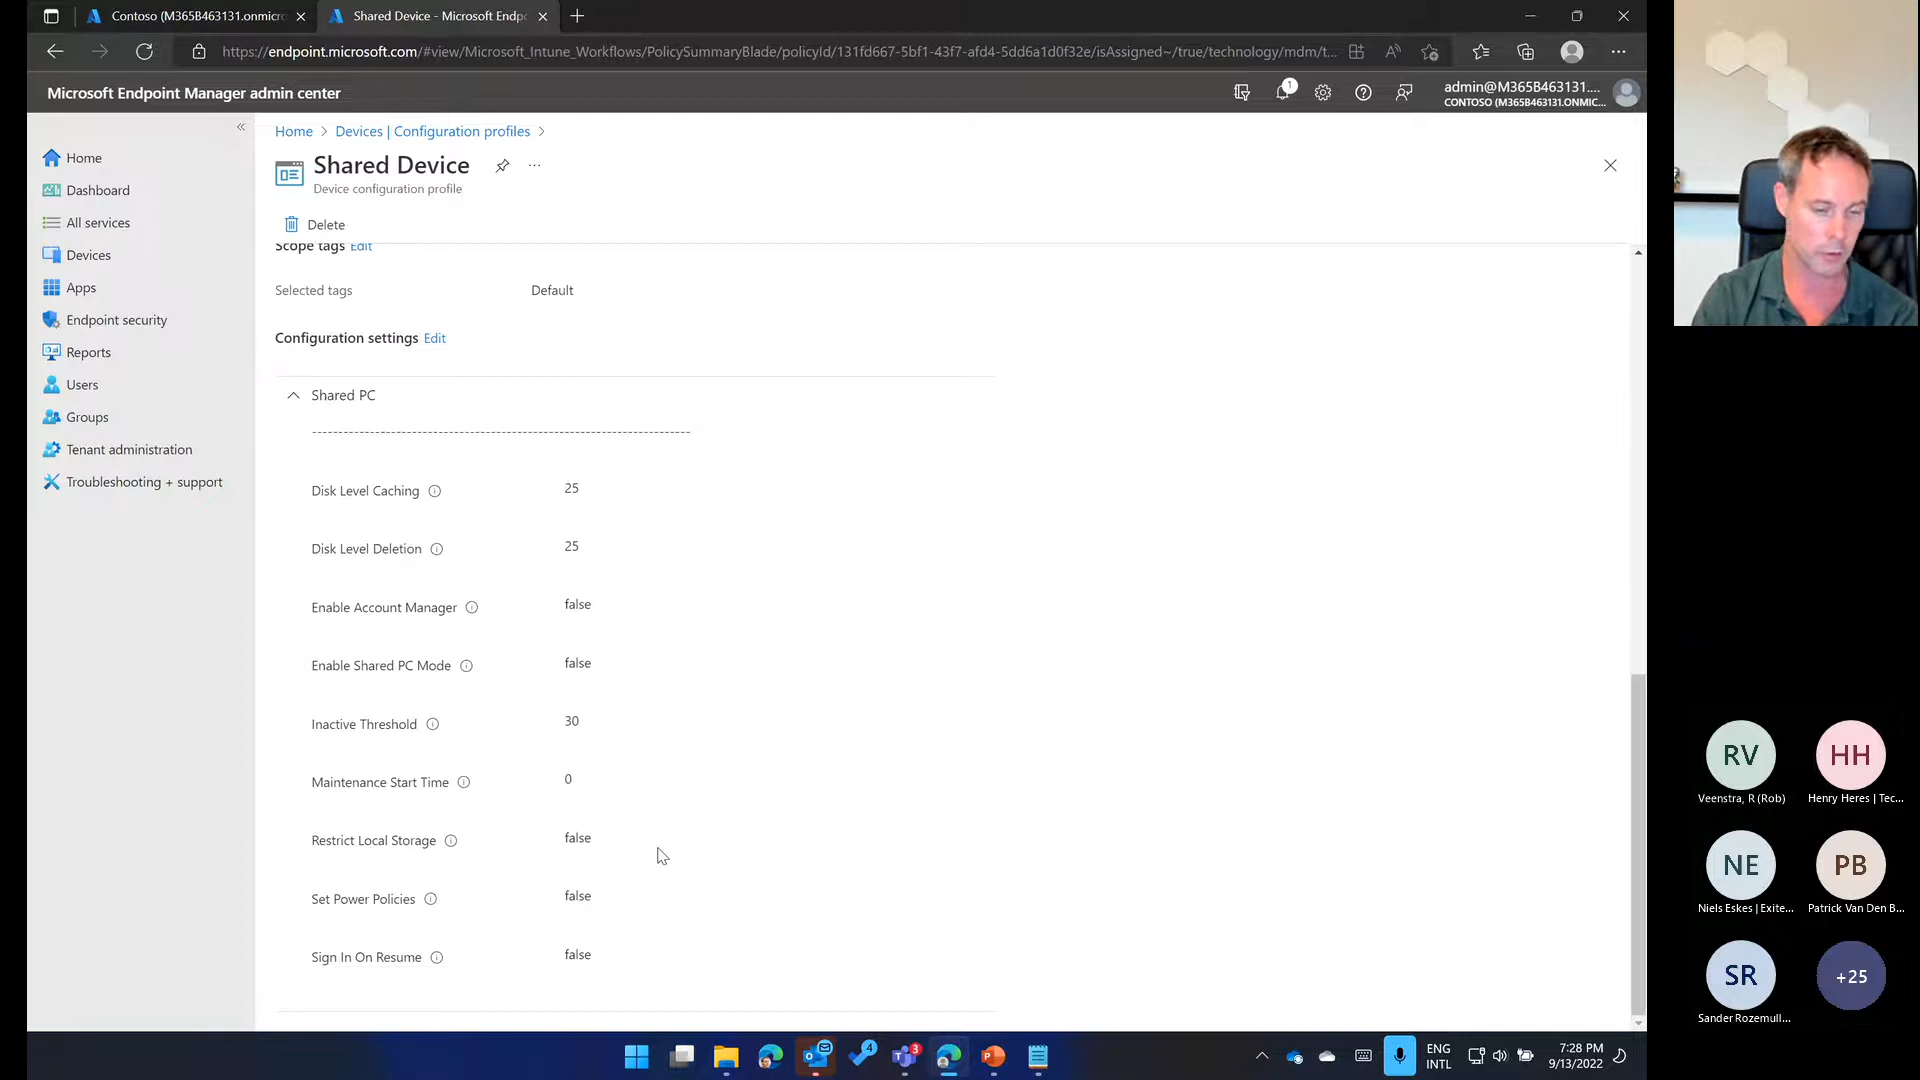 Contoso (M365B463131.onmicro
Shared Device - Microsoft Endpo
https://endpoint.microsoft.com/#view/Microsoft_Intune_Workflows/PolicySummaryBlade/policyId/131fd667-5bf1-43f7-afd4-5dd6a1d0f32e/isAssigned~/true/technology/mdm/t...
Microsoft Endpoint Manager admin center
1
admin@M365B463131....
CONTOSO (M365B463131.ONMIC...
Home
Dashboard
All services
Devices
Apps
Endpoint security
Reports
Users
Groups
Tenant administration
Troubleshooting + support
Home > Devices | Configuration profiles >
Shared Device
Device configuration profile
Delete
Scope tags Edit
Selected tags Default
Configuration settings Edit
Shared PC
Disk Level Caching 25
Disk Level Deletion 25
Enable Account Manager false
Enable Shared PC Mode false
Inactive Threshold 30
Maintenance Start Time 0
Restrict Local Storage false
Set Power Policies false
Sign In On Resume false
RV
Veenstra, R (Rob)
HH
Henry Heres | Tec...
NE
Niels Eskes | Exite...
PB
Patrick Van Den B...
SR
Sander Rozemull...
+25
4
3
ENG
INTL
7:28 PM
9/13/2022